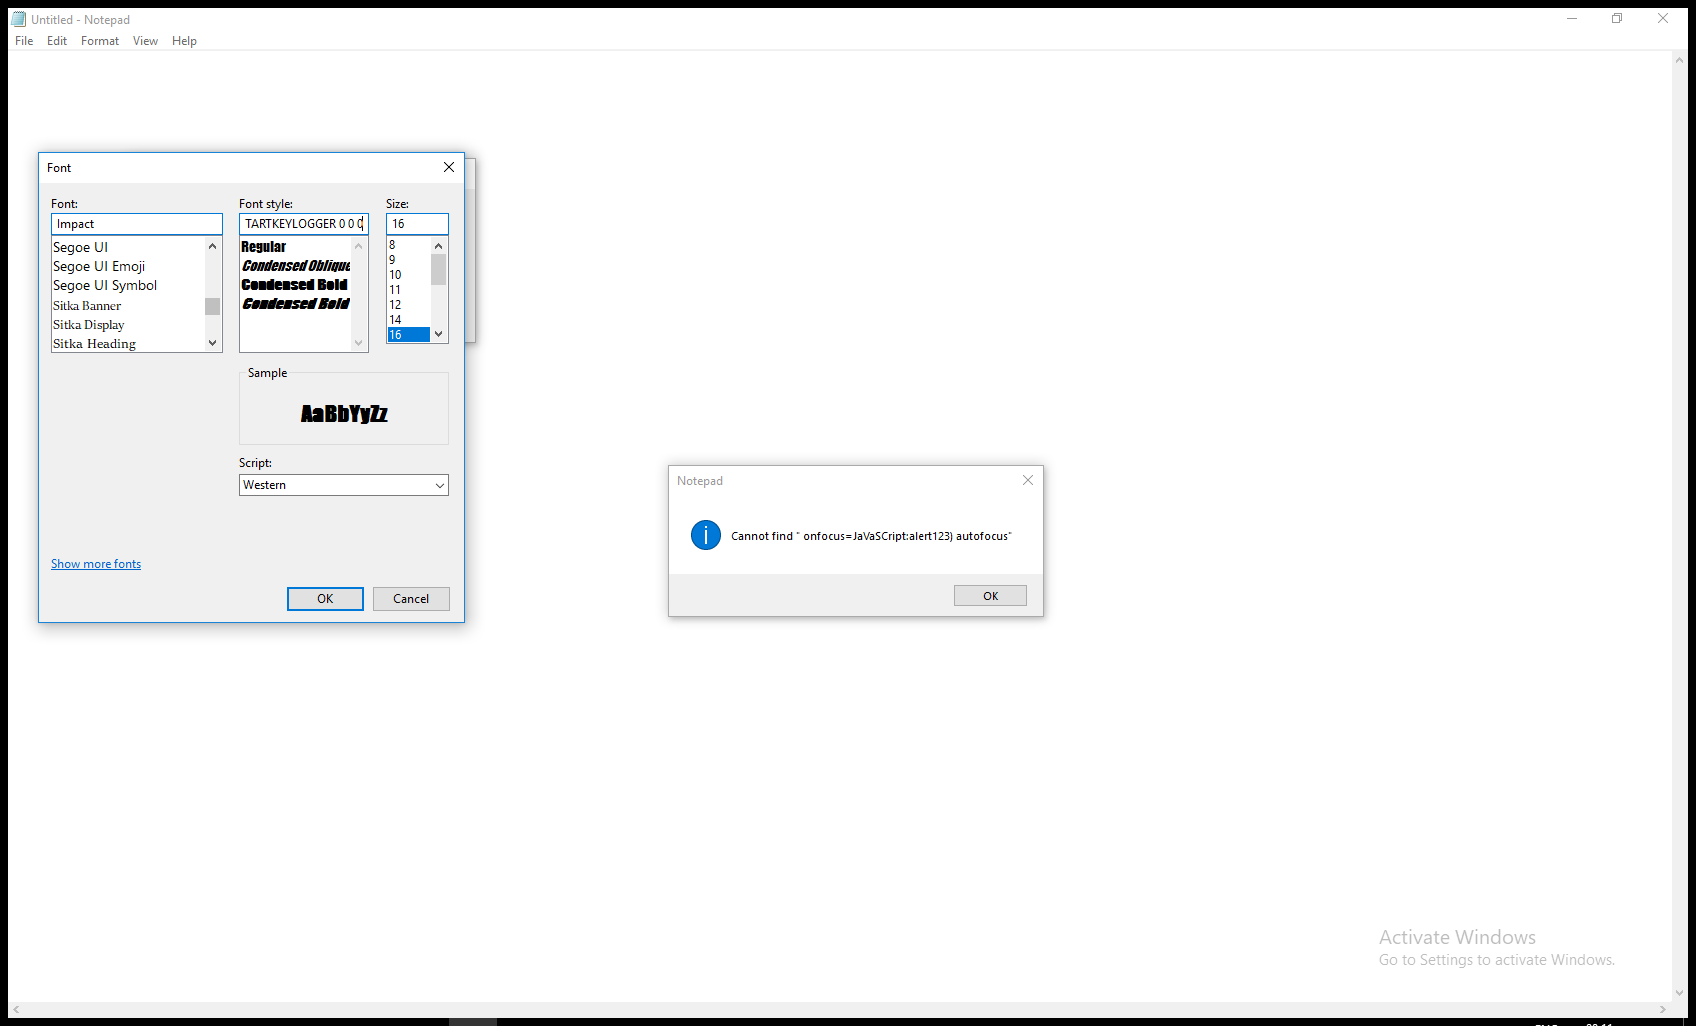 Untitled - Notepad
File Edit Format View Help
Font
Font: Font style: Size:
Impact TARTKEYLOGGER 0 0 0 16
Segoe UI
Segoe UI Emoji
Segoe UI Symbol
Sitka Banner
Sitka Display
Sitka Heading
Regular
Condensed Oblique
Condensed Bold
Condensed Bold
8
9
10
11
12
14
16
Sample
AaBbYyZz
Script:
Western
Show more fonts
OK Cancel
Notepad
Cannot find " onfocus=JaVaSCript:alert123) autofocus"
OK
Activate Windows
Go to Settings to activate Windows.